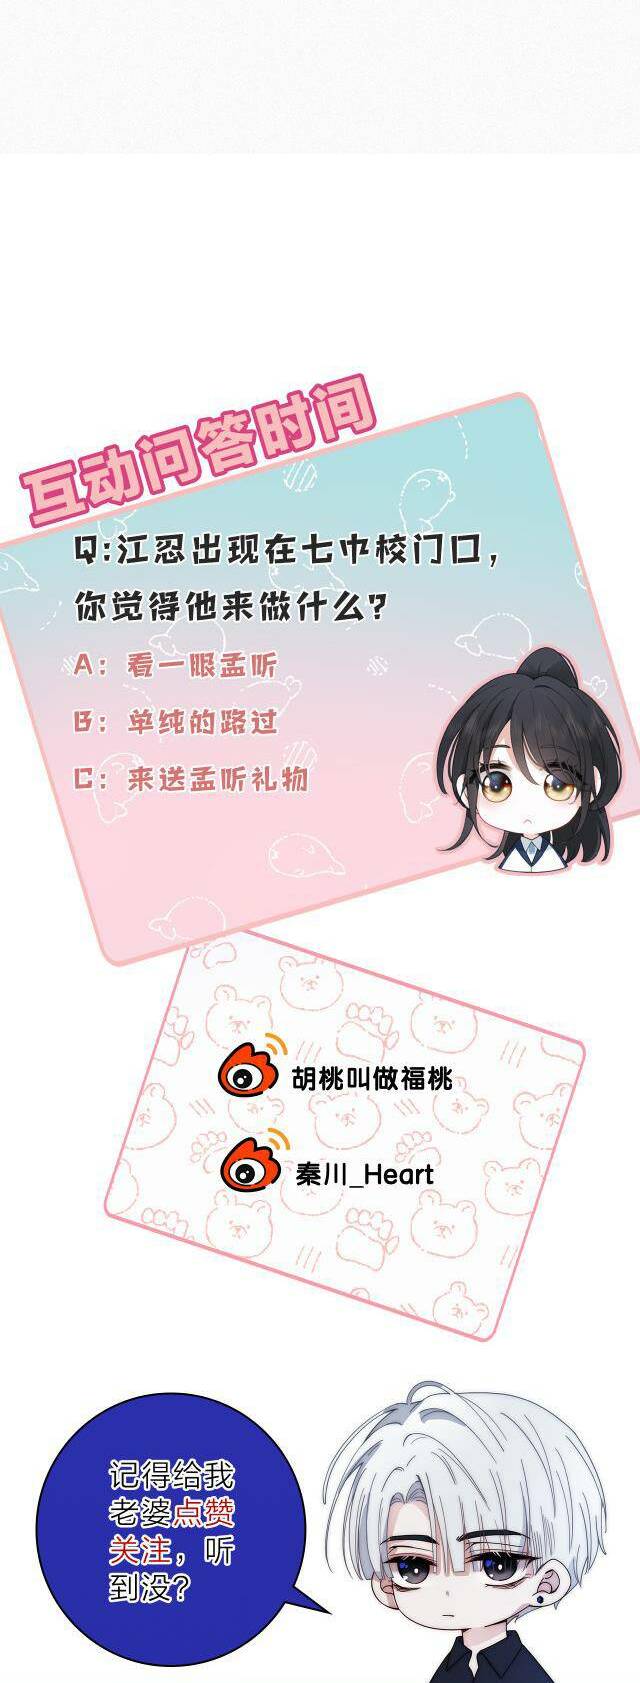 互动问答时间
Q:江忍出现在七中校门口，
你觉得他来做什么？
A：看一眼孟听
B：单纯的路过
C：来送孟听礼物
胡桃叫做福桃
秦川_Heart
记得给我
老婆点赞
关注，听
到没？